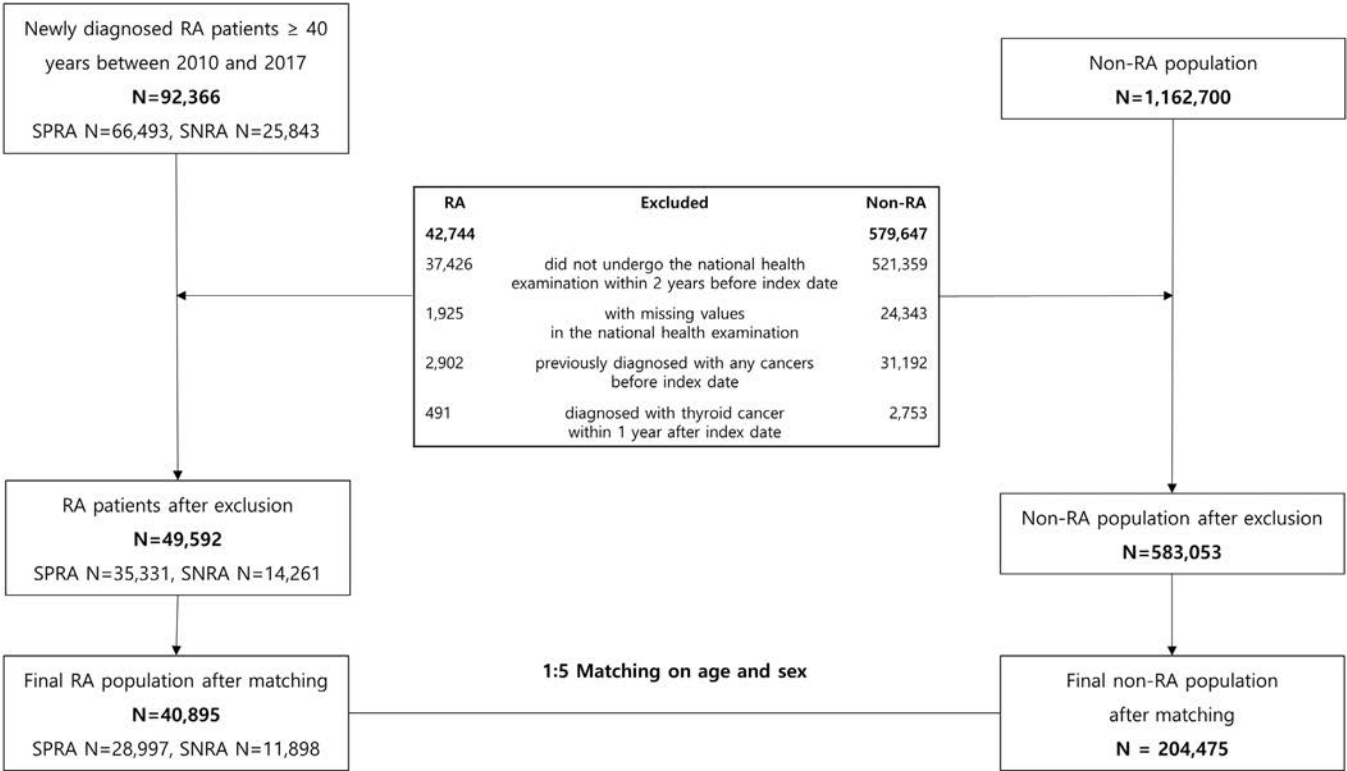 Newly diagnosed RA patients ≥ 40
years between 2010 and 2017
N=92,366
SPRA N=66,493, SNRA N=25,843
Non-RA population
N=1,162,700
RA Excluded Non-RA
42,744 579,647
37,426 did not undergo the national health 521,359
examination within 2 years before index date
1,925 with missing values 24,343
in the national health examination
2,902 previously diagnosed with any cancers 31,192
before index date
491 diagnosed with thyroid cancer 2,753
within 1 year after index date
RA patients after exclusion
N=49,592
SPRA N=35,331, SNRA N=14,261
Non-RA population after exclusion
N=583,053
Final RA population after matching
N=40,895
SPRA N=28,997, SNRA N=11,898
1:5 Matching on age and sex
Final non-RA population
after matching
N = 204,475